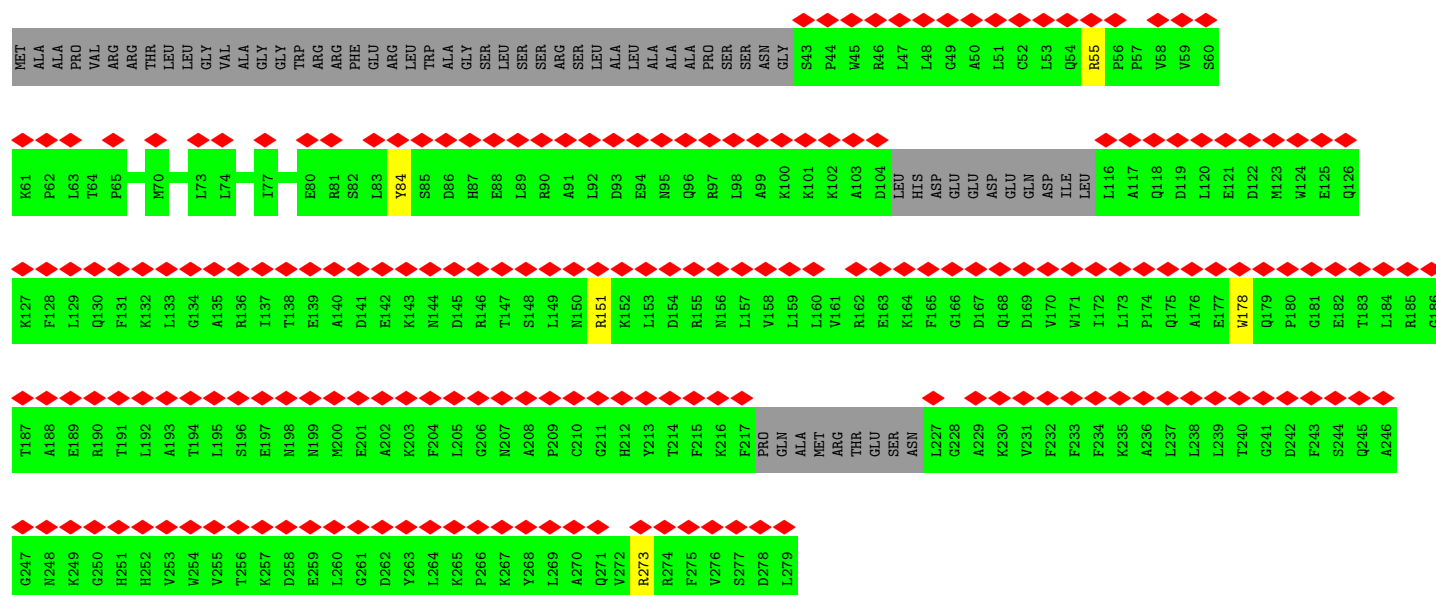 MET ALA ALA PRO VAL ARG ARG THR LEU LEU GLY VAL ALA GLY GLY TRP ARG ARG PHE GLU ARG LEU TRP ALA GLY SER LEU SER SER ARG SER LEU ALA LEU ALA ALA ALA PRO SER SER ASN GLY S43 P44 W45 R46 L47 L48 G49 A50 L51 C52 L53 Q54 R55 P56 P57 V58 V59 S60
K61 P62 L63 T64 P65 M70 L73 L74 I77 E80 R81 S82 L83 Y84 S85 D86 H87 E88 L89 R90 A91 L92 D93 E94 N95 Q96 R97 L98 A99 K100 K101 K102 A103 D104 LEU HIS ASP GLU GLU ASP GLU GLN ASP ILE LEU L116 A117 Q118 D119 L120 E121 D122 M123 W124 E125 Q126
K127 F128 L129 Q130 F131 K132 L133 G134 A135 R136 I137 T138 E139 A140 D141 E142 K143 N144 D145 R146 T147 S148 L149 N150 R151 K152 L153 D154 R155 N156 L157 V158 L159 L160 V161 R162 E163 K164 F165 G166 D167 Q168 D169 V170 W171 I172 L173 P174 Q175 A176 E177 W178 Q179 P180 G181 E182 T183 L184 R185 G186
T187 A188 E189 R190 T191 L192 A193 T194 L195 S196 E197 N198 N199 M200 E201 A202 K203 F204 L205 G206 N207 A208 P209 C210 G211 H212 Y213 T214 F215 K216 F217 PRO GLN ALA MET ARG THR GLU SER ASN L227 G228 A229 K230 V231 F232 F233 F234 K235 A236 L237 L238 L239 T240 G241 D242 F243 S244 Q245 A246
G247 N248 K249 G250 H251 H252 V253 W254 V255 T256 K257 D258 E259 L260 G261 D262 Y263 L264 K265 P266 K267 Y268 L269 A270 Q271 V272 R273 R274 F275 V276 S277 D278 L279